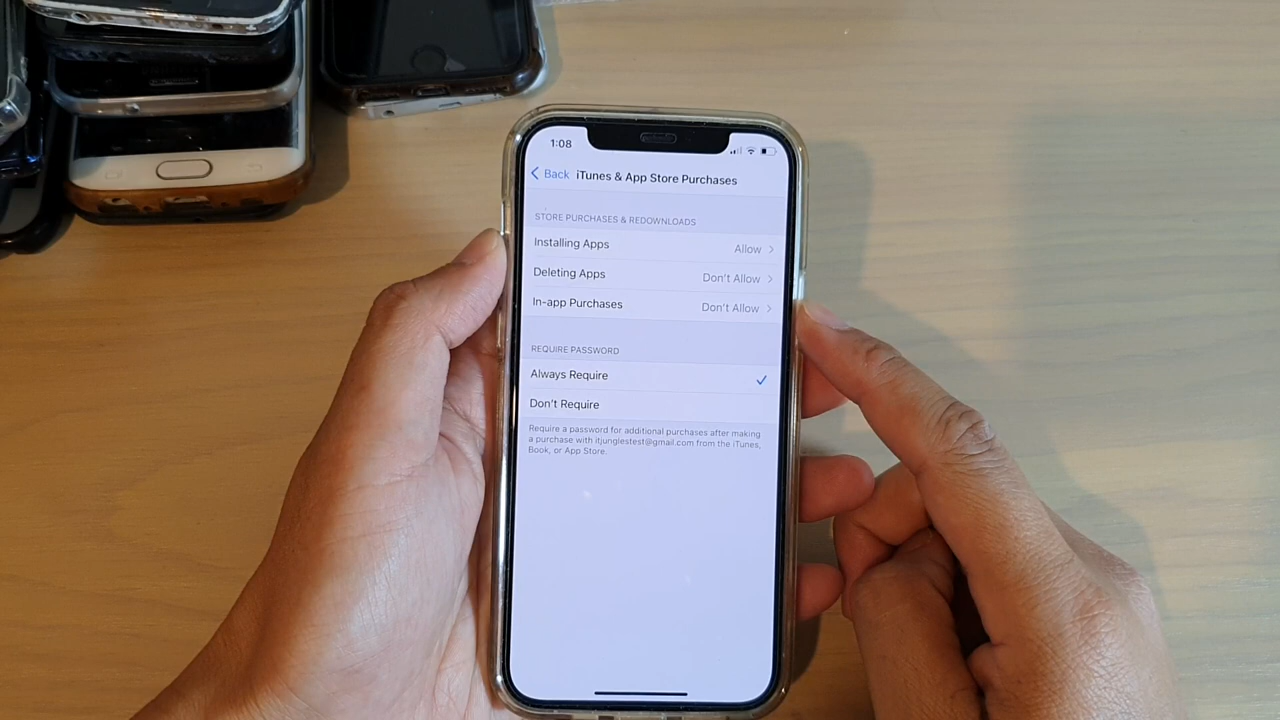 1:08
Back iTunes & App Store Purchases
STORE PURCHASES & REDOWNLOADS
Installing Apps Allow
Deleting Apps Don't Allow
In-app Purchases Don't Allow
REQUIRE PASSWORD
Always Require
Don't Require
Require a password for additional purchases after making
a purchase with itjunglestest@gmail.com from the iTunes,
Book, or App Store.